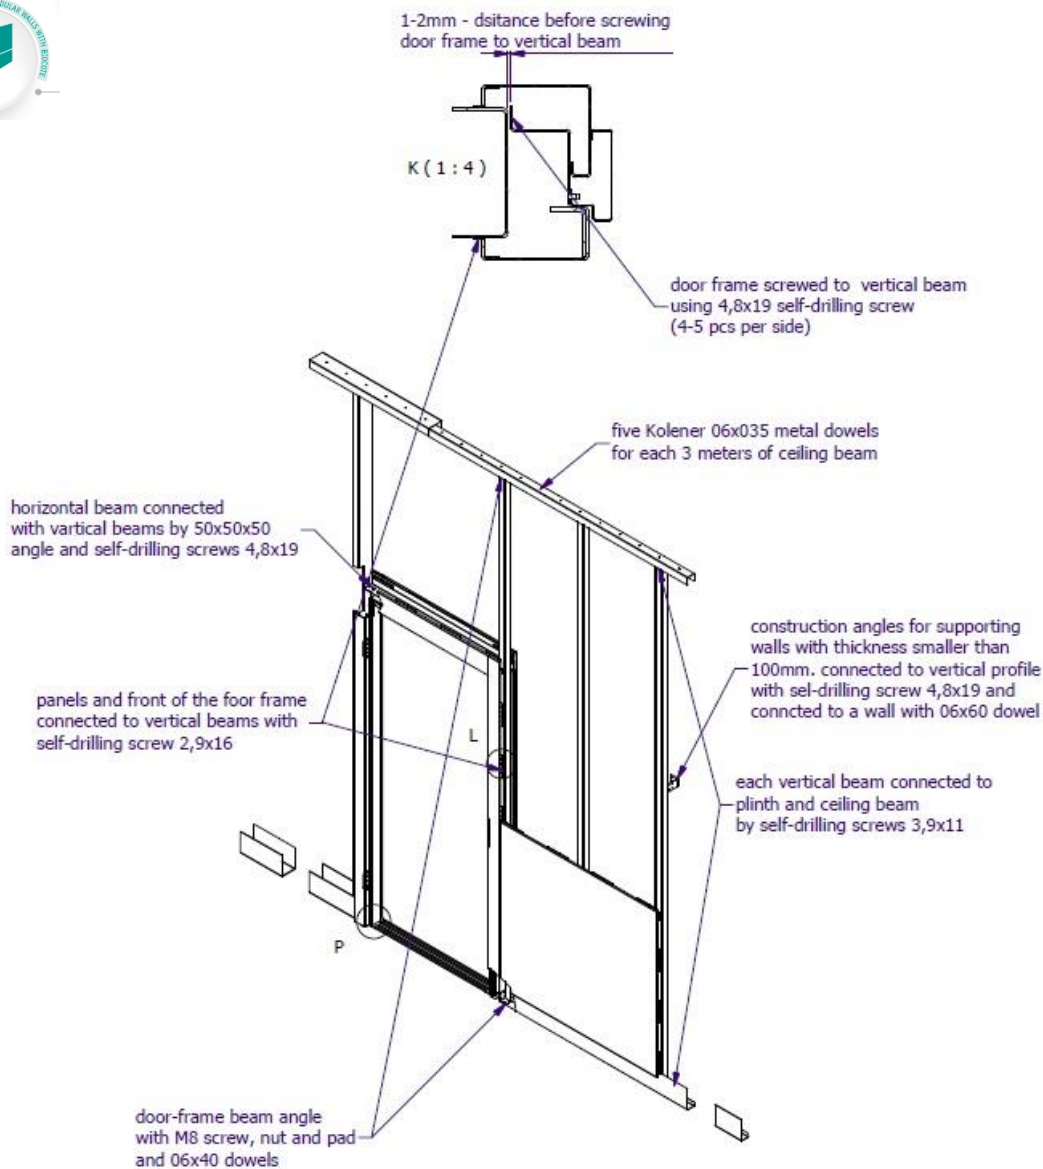 DULAR WALLS WITH BIOCOTE
1-2mm - dsitance before screwing
door frame to vertical beam
K ( 1 : 4 )
door frame screwed to vertical beam
using 4,8x19 self-drilling screw
(4-5 pcs per side)
five Kolener 06x035 metal dowels
for each 3 meters of ceiling beam
horizontal beam connected
with vartical beams by 50x50x50
angle and self-drilling screws 4,8x19
construction angles for supporting
walls with thickness smaller than
100mm. connected to vertical profile
with sel-drilling screw 4,8x19 and
conncted to a wall with 06x60 dowel
panels and front of the foor frame
connected to vertical beams with
self-drilling screw 2,9x16
L
each vertical beam connected to
plinth and ceiling beam
by self-drilling screws 3,9x11
P
door-frame beam angle
with M8 screw, nut and pad
and 06x40 dowels